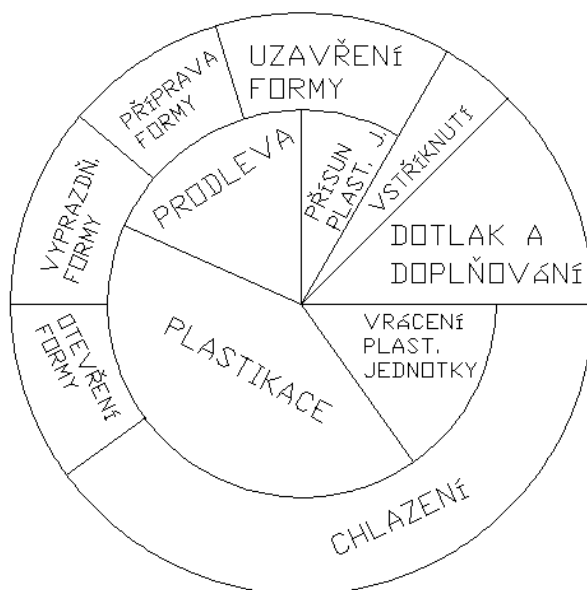 UZAVŘENÍ
FORMY
PŘÍPRAVA
FORMY
VYPRAZDŇ.
FORMY
OTEVŘENÍ
FORMY
PRODLEVA
PŘÍSUN
PLAST. J.
VSTŘÍKNUTÍ
DOTLAK A
DOPLŇOVÁNÍ
VRÁCENÍ
PLAST.
JEDNOTKY
PLASTIKACE
CHLAZENÍ